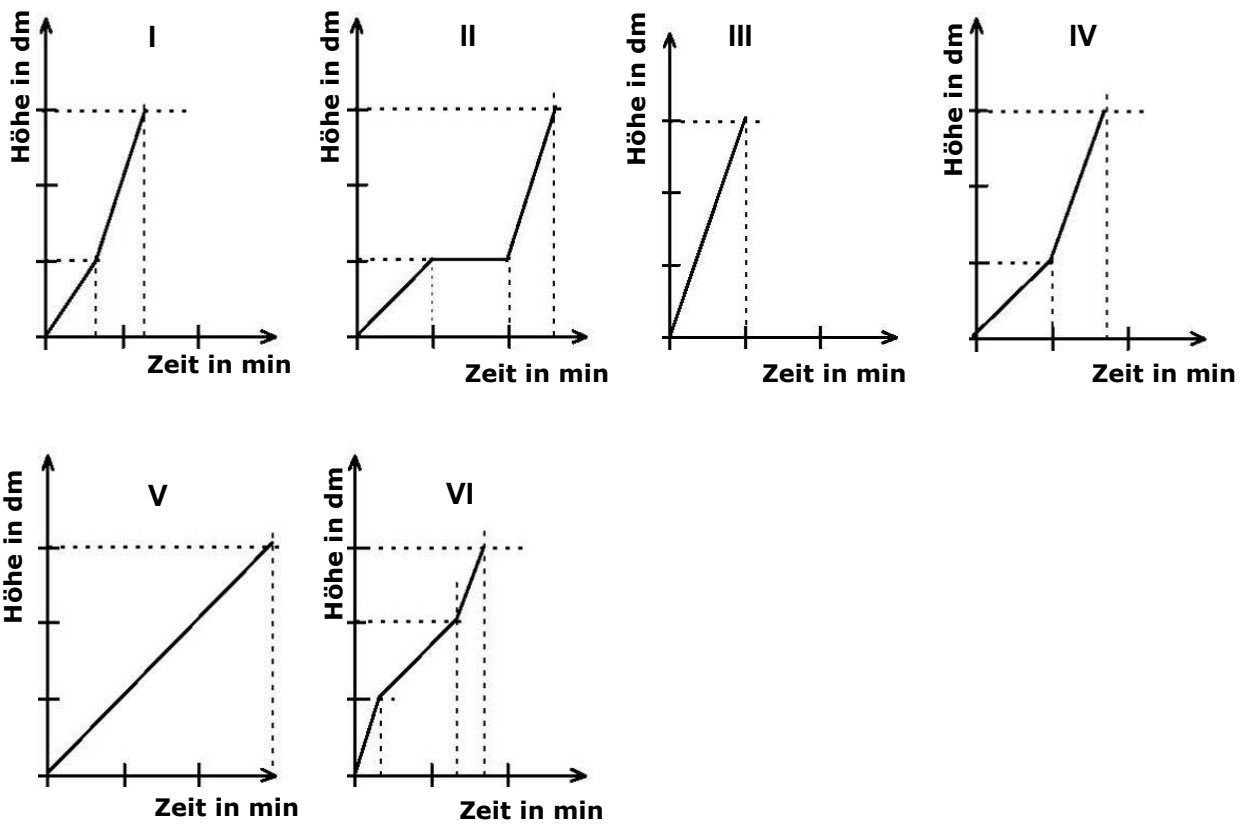 I
Höhe in dm
Zeit in min
II
Höhe in dm
Zeit in min
III
Höhe in dm
Zeit in min
IV
Höhe in dm
Zeit in min
V
Höhe in dm
Zeit in min
VI
Höhe in dm
Zeit in min